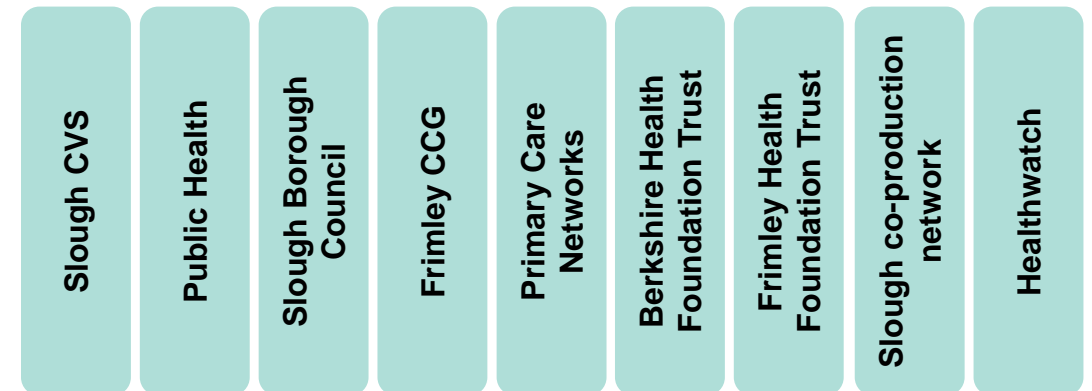 Slough CVS
Public Health
Slough Borough
Council
Frimley CCG
Primary Care
Networks
Berkshire Health
Foundation Trust
Frimley Health
Foundation Trust
Slough co-production
network
Healthwatch